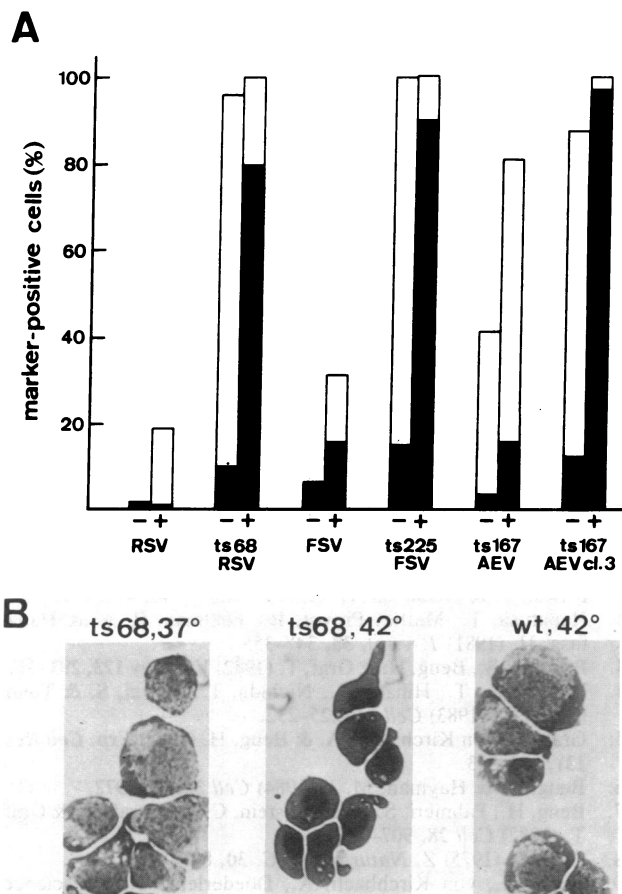 A
marker-positive cells (%)
100
80
60
40
20
- + - + - + - + - + - +
RSV ts68 RSV FSV ts225 FSV ts167 AEV ts167 AEV cl.3
B
ts68,37° ts68,42° wt,42°